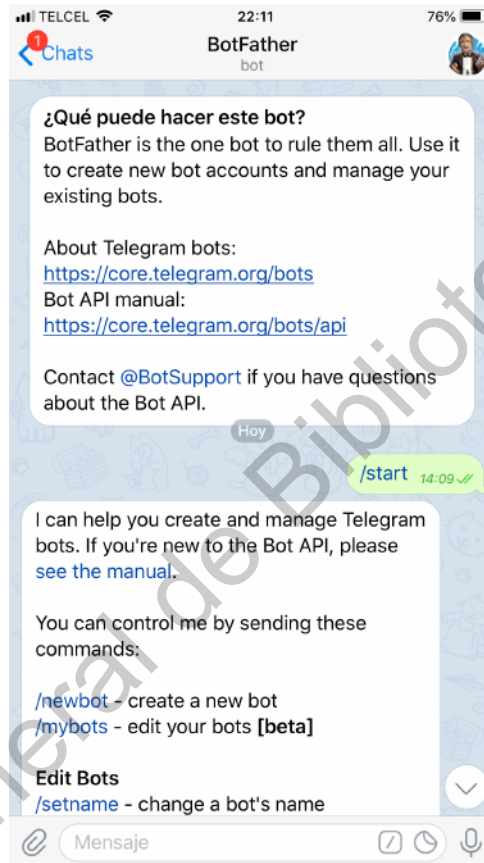 TELCEL 22:11 76%
1
Chats BotFather
bot
¿Qué puede hacer este bot?
BotFather is the one bot to rule them all. Use it
to create new bot accounts and manage your
existing bots.
About Telegram bots:
https://core.telegram.org/bots
Bot API manual:
https://core.telegram.org/bots/api
Contact @BotSupport if you have questions
about the Bot API.
Hoy
/start 14:09
I can help you create and manage Telegram
bots. If you're new to the Bot API, please
see the manual.
You can control me by sending these
commands:
/newbot - create a new bot
/mybots - edit your bots [beta]
Edit Bots
/setname - change a bot's name
Mensaje
neral de Bibliote